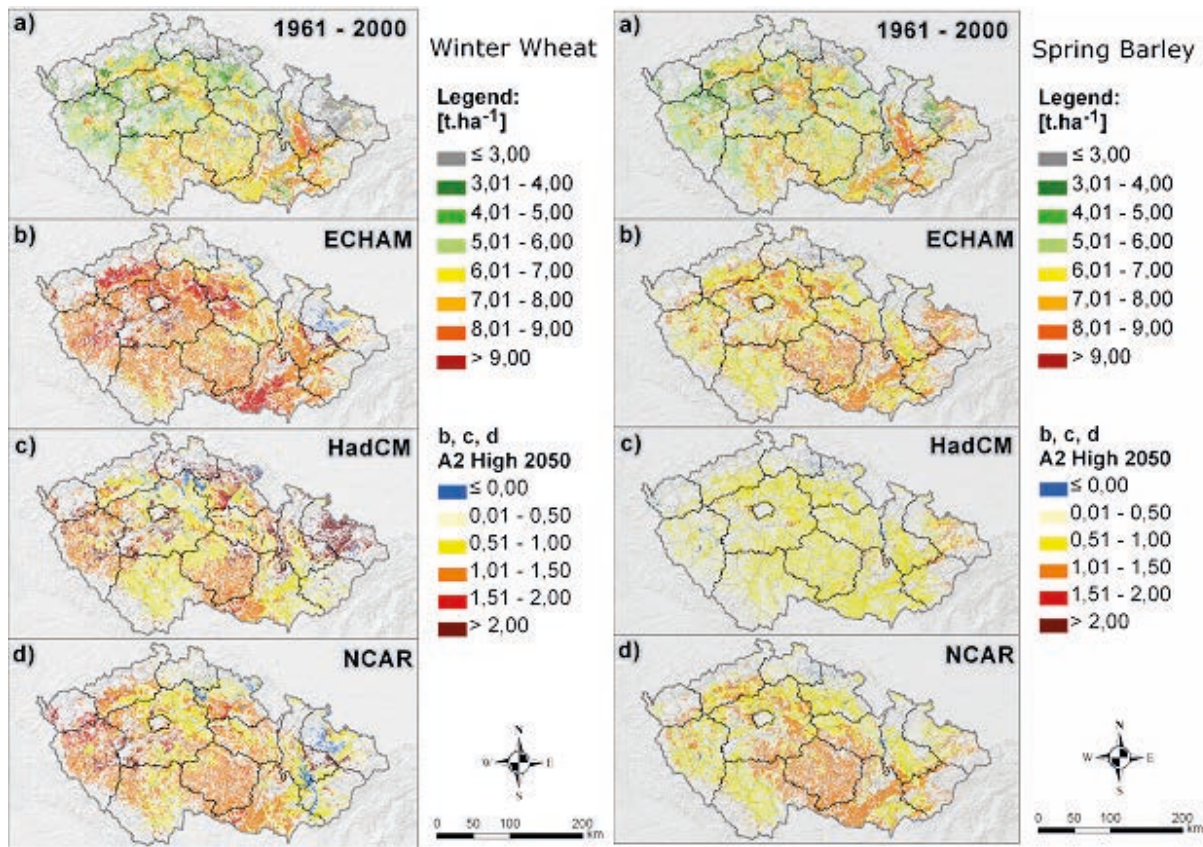 a)
1961 - 2000
Winter Wheat
Legend:
[t.ha-1]
≤ 3,00
3,01 - 4,00
4,01 - 5,00
5,01 - 6,00
6,01 - 7,00
7,01 - 8,00
8,01 - 9,00
> 9,00
b)
ECHAM
c)
HadCM
b, c, d
A2 High 2050
≤ 0,00
0,01 - 0,50
0,51 - 1,00
1,01 - 1,50
1,51 - 2,00
> 2,00
d)
NCAR
N
W E
S
0 50 100 200
km
a)
1961 - 2000
Spring Barley
Legend:
[t.ha-1]
≤ 3,00
3,01 - 4,00
4,01 - 5,00
5,01 - 6,00
6,01 - 7,00
7,01 - 8,00
8,01 - 9,00
> 9,00
b)
ECHAM
c)
HadCM
b, c, d
A2 High 2050
≤ 0,00
0,01 - 0,50
0,51 - 1,00
1,01 - 1,50
1,51 - 2,00
> 2,00
d)
NCAR
N
W E
S
0 50 100 200
km